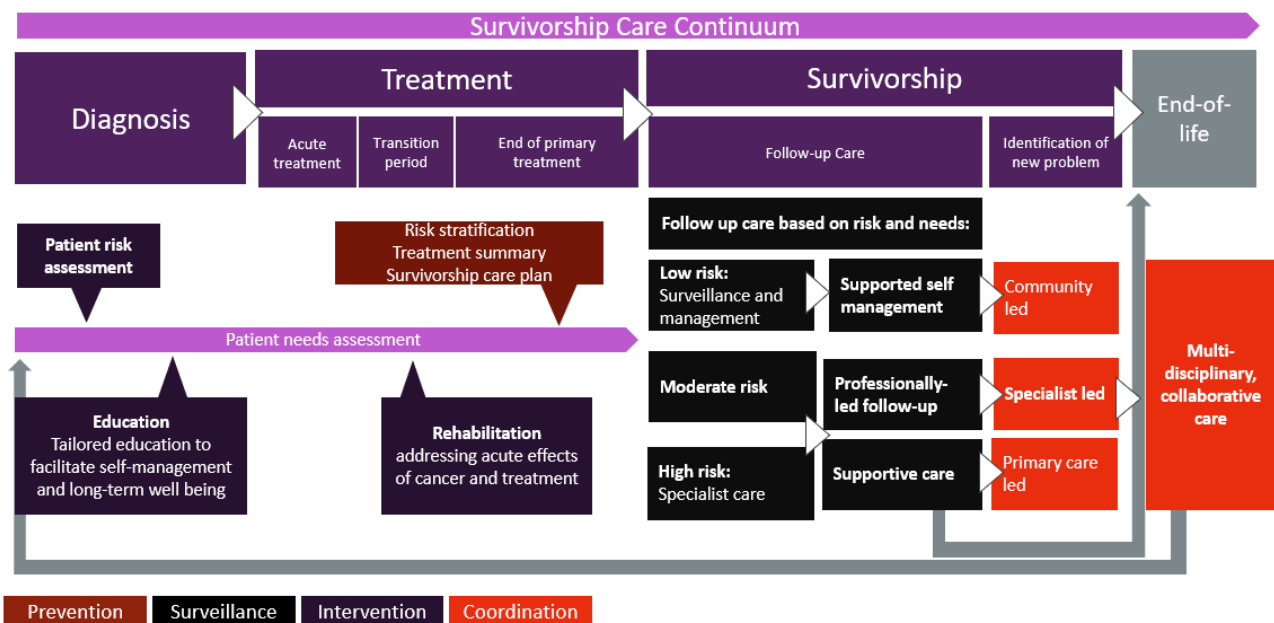 Survivorship Care Continuum
Diagnosis
Treatment
Acute
treatment
Transition
period
End of primary
treatment
Survivorship
Follow-up Care
Identification of
new problem
End-of-
life
Patient risk
assessment
Risk stratification
Treatment summary
Survivorship care plan
Patient needs assessment
Education
Tailored education to
facilitate self-management
and long-term well being
Rehabilitation
addressing acute effects
of cancer and treatment
Follow up care based on risk and needs:
Low risk:
Surveillance and
management
Supported self
management
Community
led
Moderate risk
Professionally-
led follow-up
Specialist led
High risk:
Specialist care
Supportive care
Primary care
led
Multi-
disciplinary,
collaborative
care
Prevention
Surveillance
Intervention
Coordination